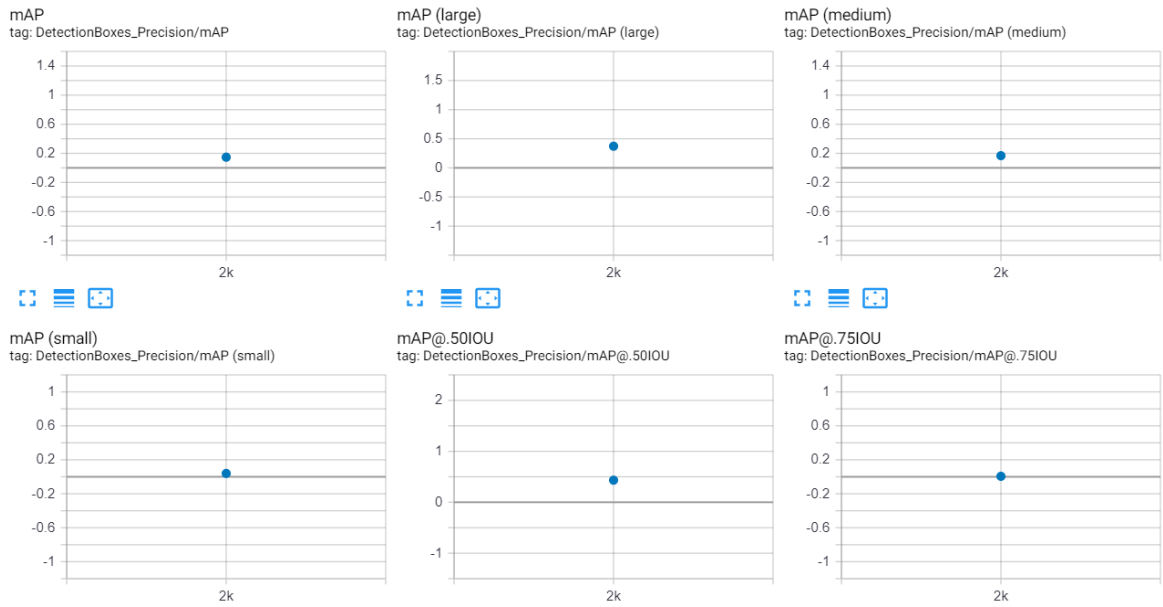 mAP
tag: DetectionBoxes_Precision/mAP
1.4
1
0.6
0.2
-0.2
-0.6
-1
2k
mAP (large)
tag: DetectionBoxes_Precision/mAP (large)
1.5
1
0.5
0
-0.5
-1
2k
mAP (medium)
tag: DetectionBoxes_Precision/mAP (medium)
1.4
1
0.6
0.2
-0.2
-0.6
-1
2k
mAP (small)
tag: DetectionBoxes_Precision/mAP (small)
1
0.6
0.2
-0.2
-0.6
-1
2k
mAP@.50IOU
tag: DetectionBoxes_Precision/mAP@.50IOU
2
1
0
-1
2k
mAP@.75IOU
tag: DetectionBoxes_Precision/mAP@.75IOU
1
0.6
0.2
-0.2
-0.6
-1
2k